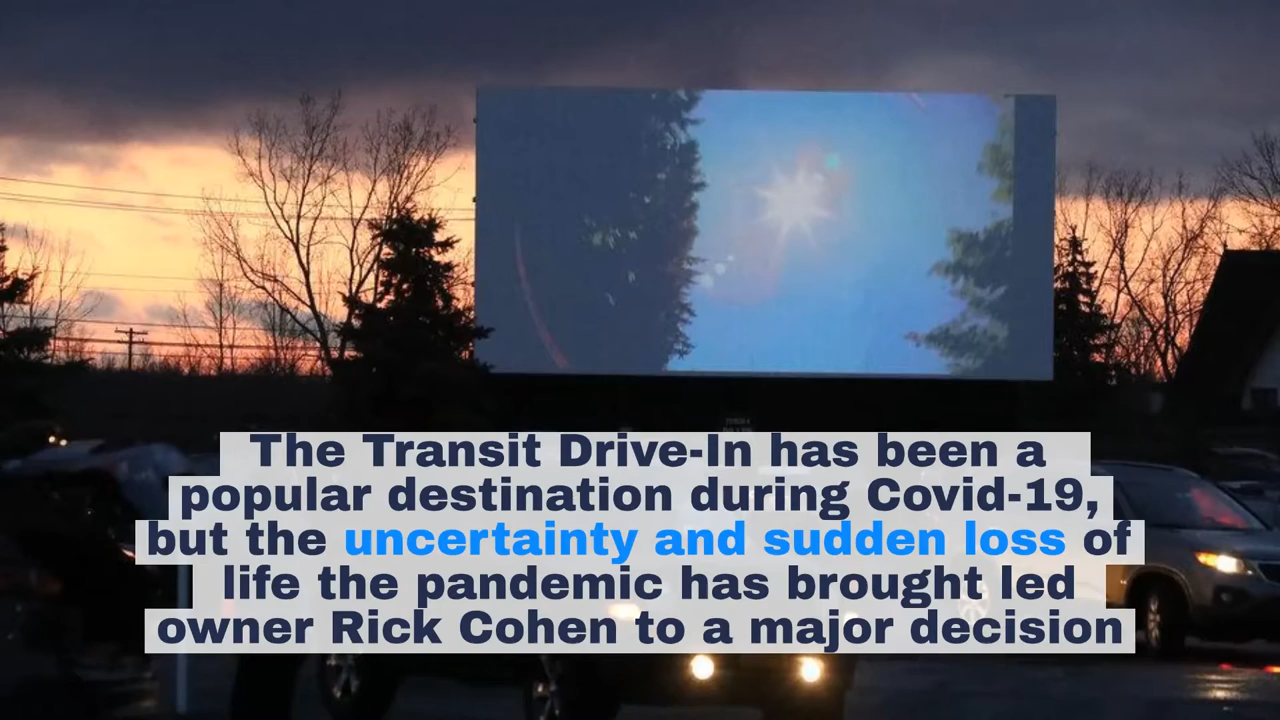 The Transit Drive-In has been a
popular destination during Covid-19,
but the uncertainty and sudden loss of
life the pandemic has brought led
owner Rick Cohen to a major decision